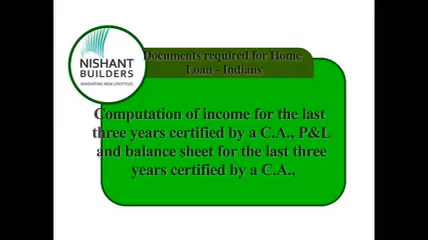 NISHANT
BUILDERS
INNOVATING NEW LIFESTYLES
Documents required for Home
Loan - Indians
Computation of income for the last
three years certified by a C.A., P&L
and balance sheet for the last three
years certified by a C.A.,